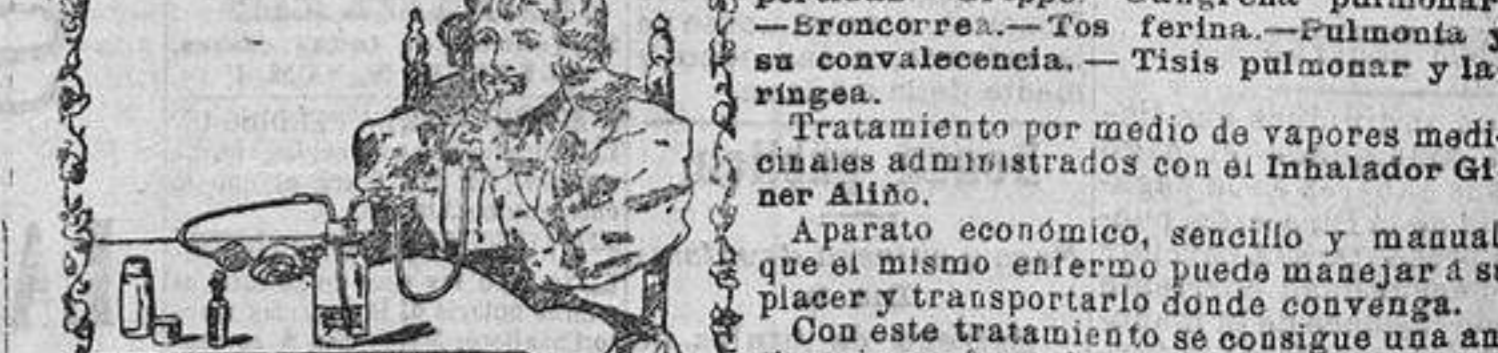 —Broncorrea.—Tos ferina.—Pulmonía y
su convalecencia.—Tisis pulmonar y la-
ringea.
Tratamiento por medio de vapores medi-
cinales administrados con el Inhalador Gi-
ner Aliño.
Aparato económico, sencillo y manual
que el mismo enfermo puede manejar á su
placer y transportarlo donde convenga.
Con este tratamiento se consigue una an